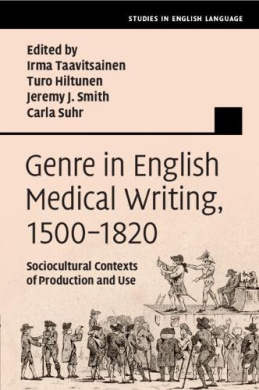 STUDIES IN ENGLISH LANGUAGE
Edited by
Irma Taavitsainen
Turo Hiltunen
Jeremy J. Smith
Carla Suhr
Genre in English
Medical Writing,
1500–1820
Sociocultural Contexts
of Production and Use